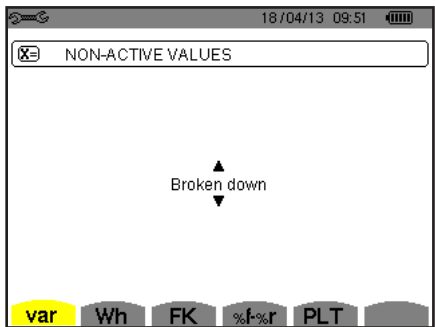 18/04/13 09:51
X= NON-ACTIVE VALUES
Broken down
var Wh FK %f-%r PLT